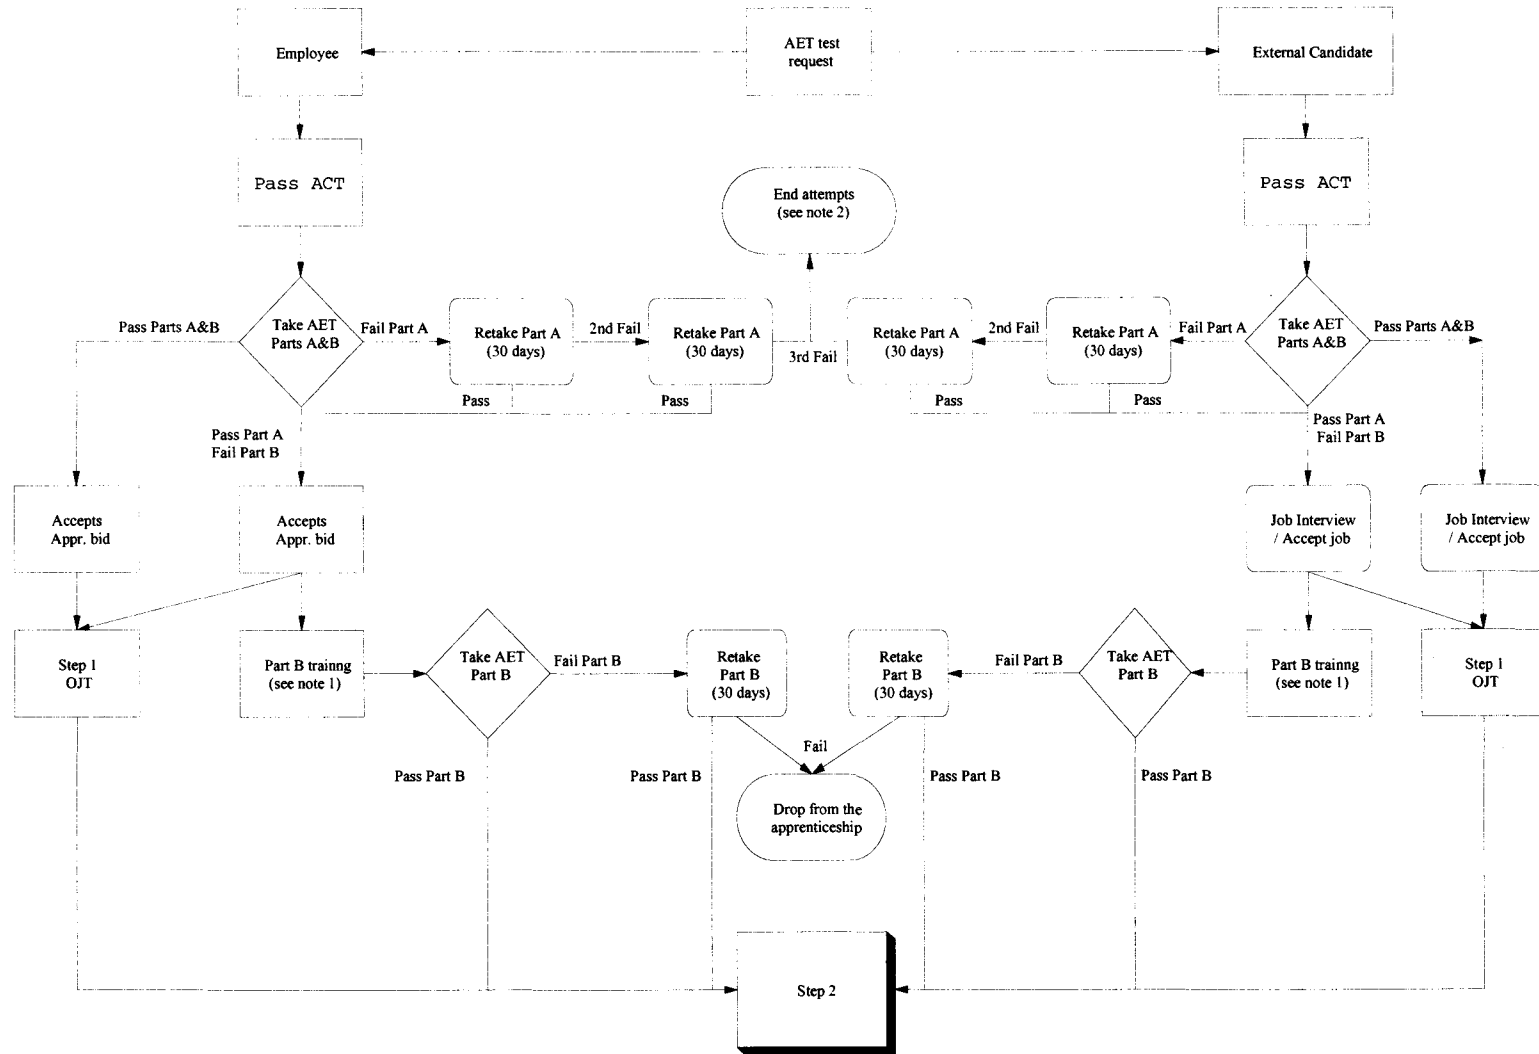 Employee
AET test
request
External Candidate
Pass ACT
Pass ACT
End attempts
(see note 2)
Pass Parts A&B
Take AET
Parts A&B
Fail Part A
Retake Part A
(30 days)
2nd Fail
Retake Part A
(30 days)
3rd Fail
Retake Part A
(30 days)
2nd Fail
Retake Part A
(30 days)
Fail Part A
Take AET
Parts A&B
Pass Parts A&B
Pass
Pass
Pass
Pass
Pass Part A
Fail Part B
Pass Part A
Fail Part B
Accepts
Appr. bid
Accepts
Appr. bid
Job Interview
/ Accept job
Job Interview
/ Accept job
Step 1
OJT
Part B trainng
(see note 1)
Take AET
Part B
Fail Part B
Retake
Part B
(30 days)
Retake
Part B
(30 days)
Fail Part B
Take AET
Part B
Part B trainng
(see note 1)
Step 1
OJT
Fail
Pass Part B
Pass Part B
Pass Part B
Pass Part B
Drop from the
apprenticeship
Step 2